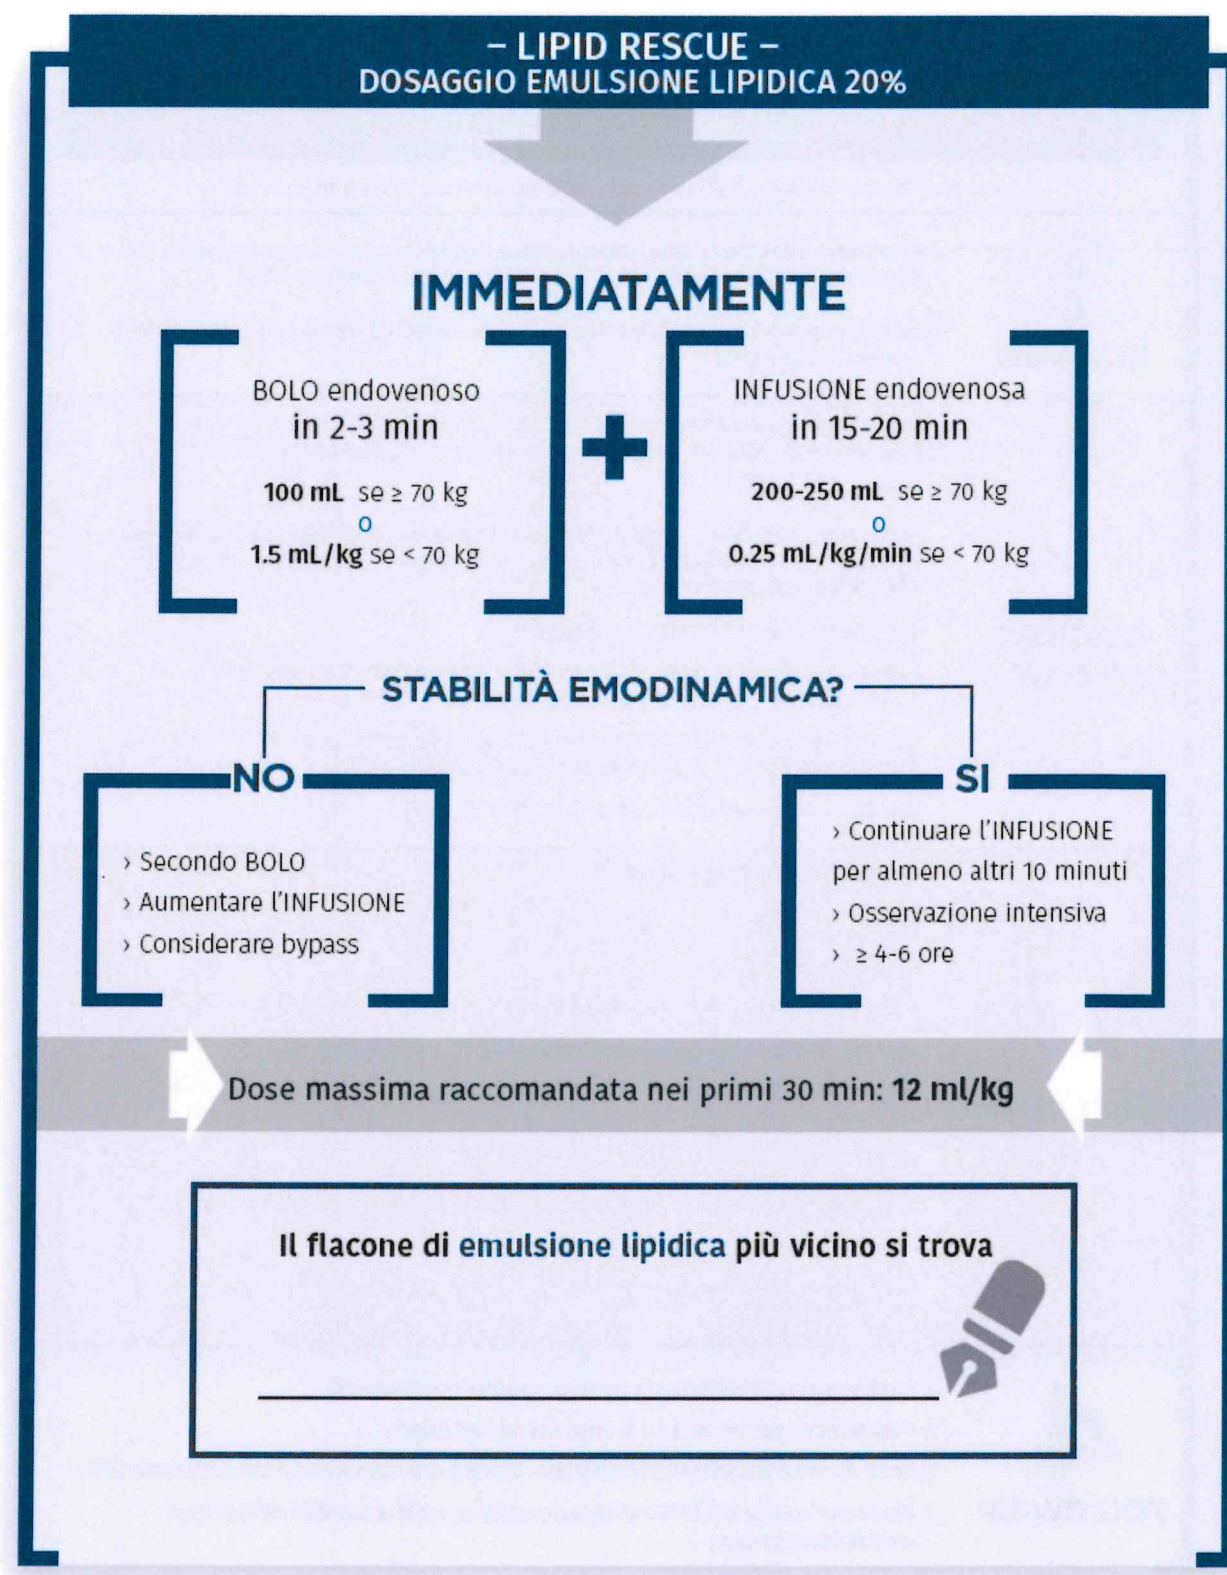 – LIPID RESCUE –
DOSAGGIO EMULSIONE LIPIDICA 20%
IMMEDIATAMENTE
BOLO endovenoso
in 2-3 min
100 mL se ≥ 70 kg
O
1.5 mL/kg se < 70 kg
INFUSIONE endovenosa
in 15-20 min
200-250 mL se ≥ 70 kg
O
0.25 mL/kg/min se < 70 kg
STABILITÀ EMODINAMICA?
NO
› Secondo BOLO
› Aumentare l'INFUSIONE
› Considerare bypass
SI
› Continuare l'INFUSIONE
per almeno altri 10 minuti
› Osservazione intensiva
› ≥ 4-6 ore
Dose massima raccomandata nei primi 30 min: 12 ml/kg
Il flacone di emulsione lipidica più vicino si trova